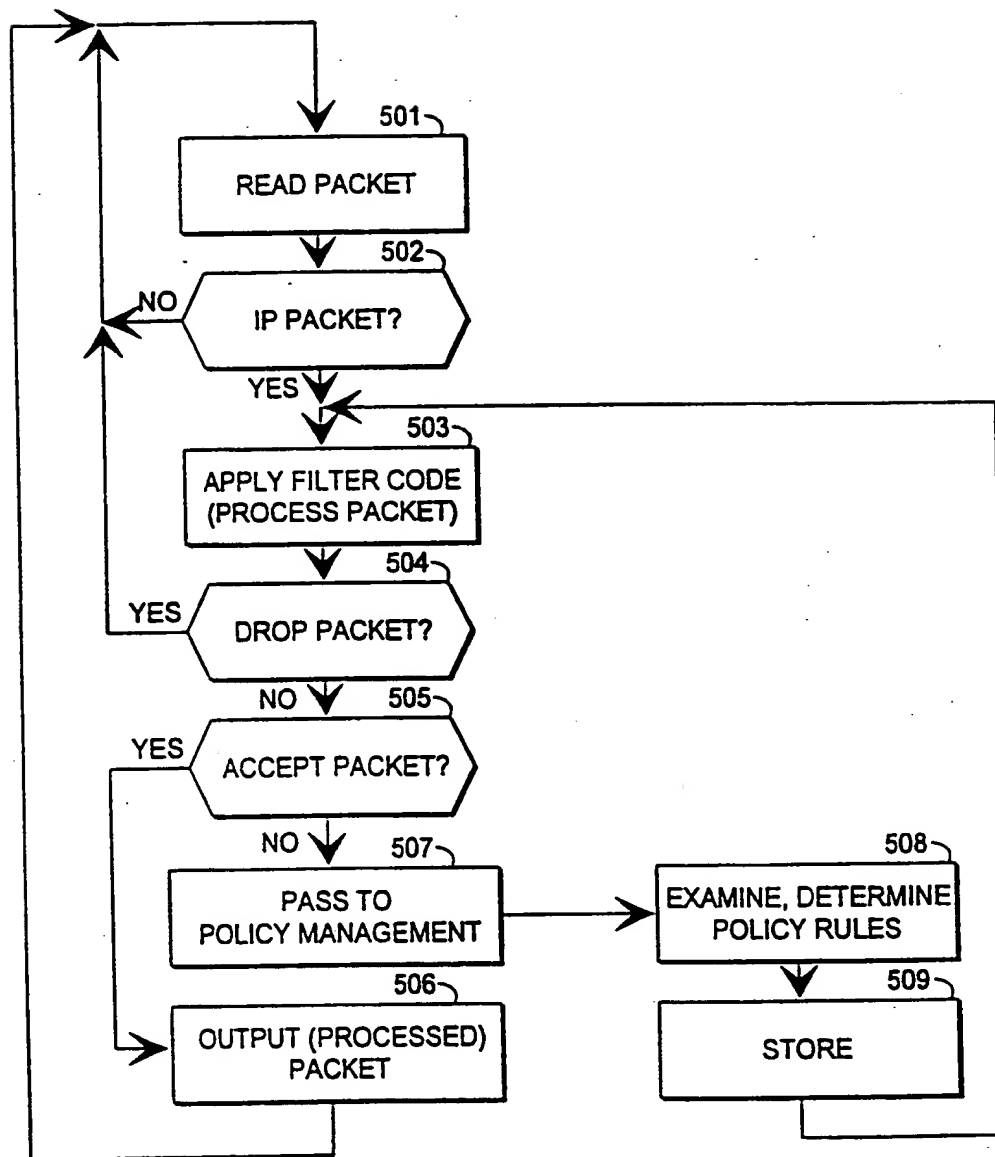 501
READ PACKET
502
NO
IP PACKET?
YES
503
APPLY FILTER CODE
(PROCESS PACKET)
504
YES
DROP PACKET?
NO
505
YES
ACCEPT PACKET?
NO
507
PASS TO
POLICY MANAGEMENT
508
EXAMINE, DETERMINE
POLICY RULES
506
OUTPUT (PROCESSED)
PACKET
509
STORE